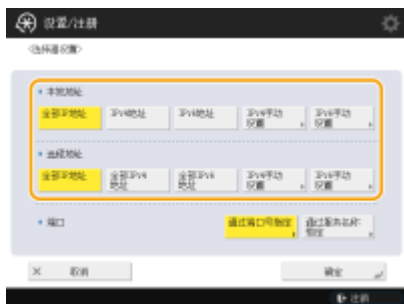 设置/注册
<选择器设置>
• 本地地址
全部IP地址 IPv4地址 IPv6地址 IPv4手动设置 IPv6手动设置
• 远程地址
全部IP地址 全部IPv4地址 全部IPv6地址 IPv4手动设置 IPv6手动设置
• 端口
通过端口号指定 通过服务名称指定
× 取消 确定
注销